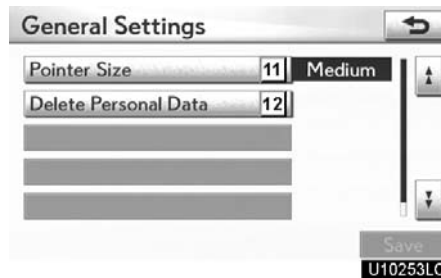 General Settings
Pointer Size 11 Medium
Delete Personal Data 12
Save
U10253LC